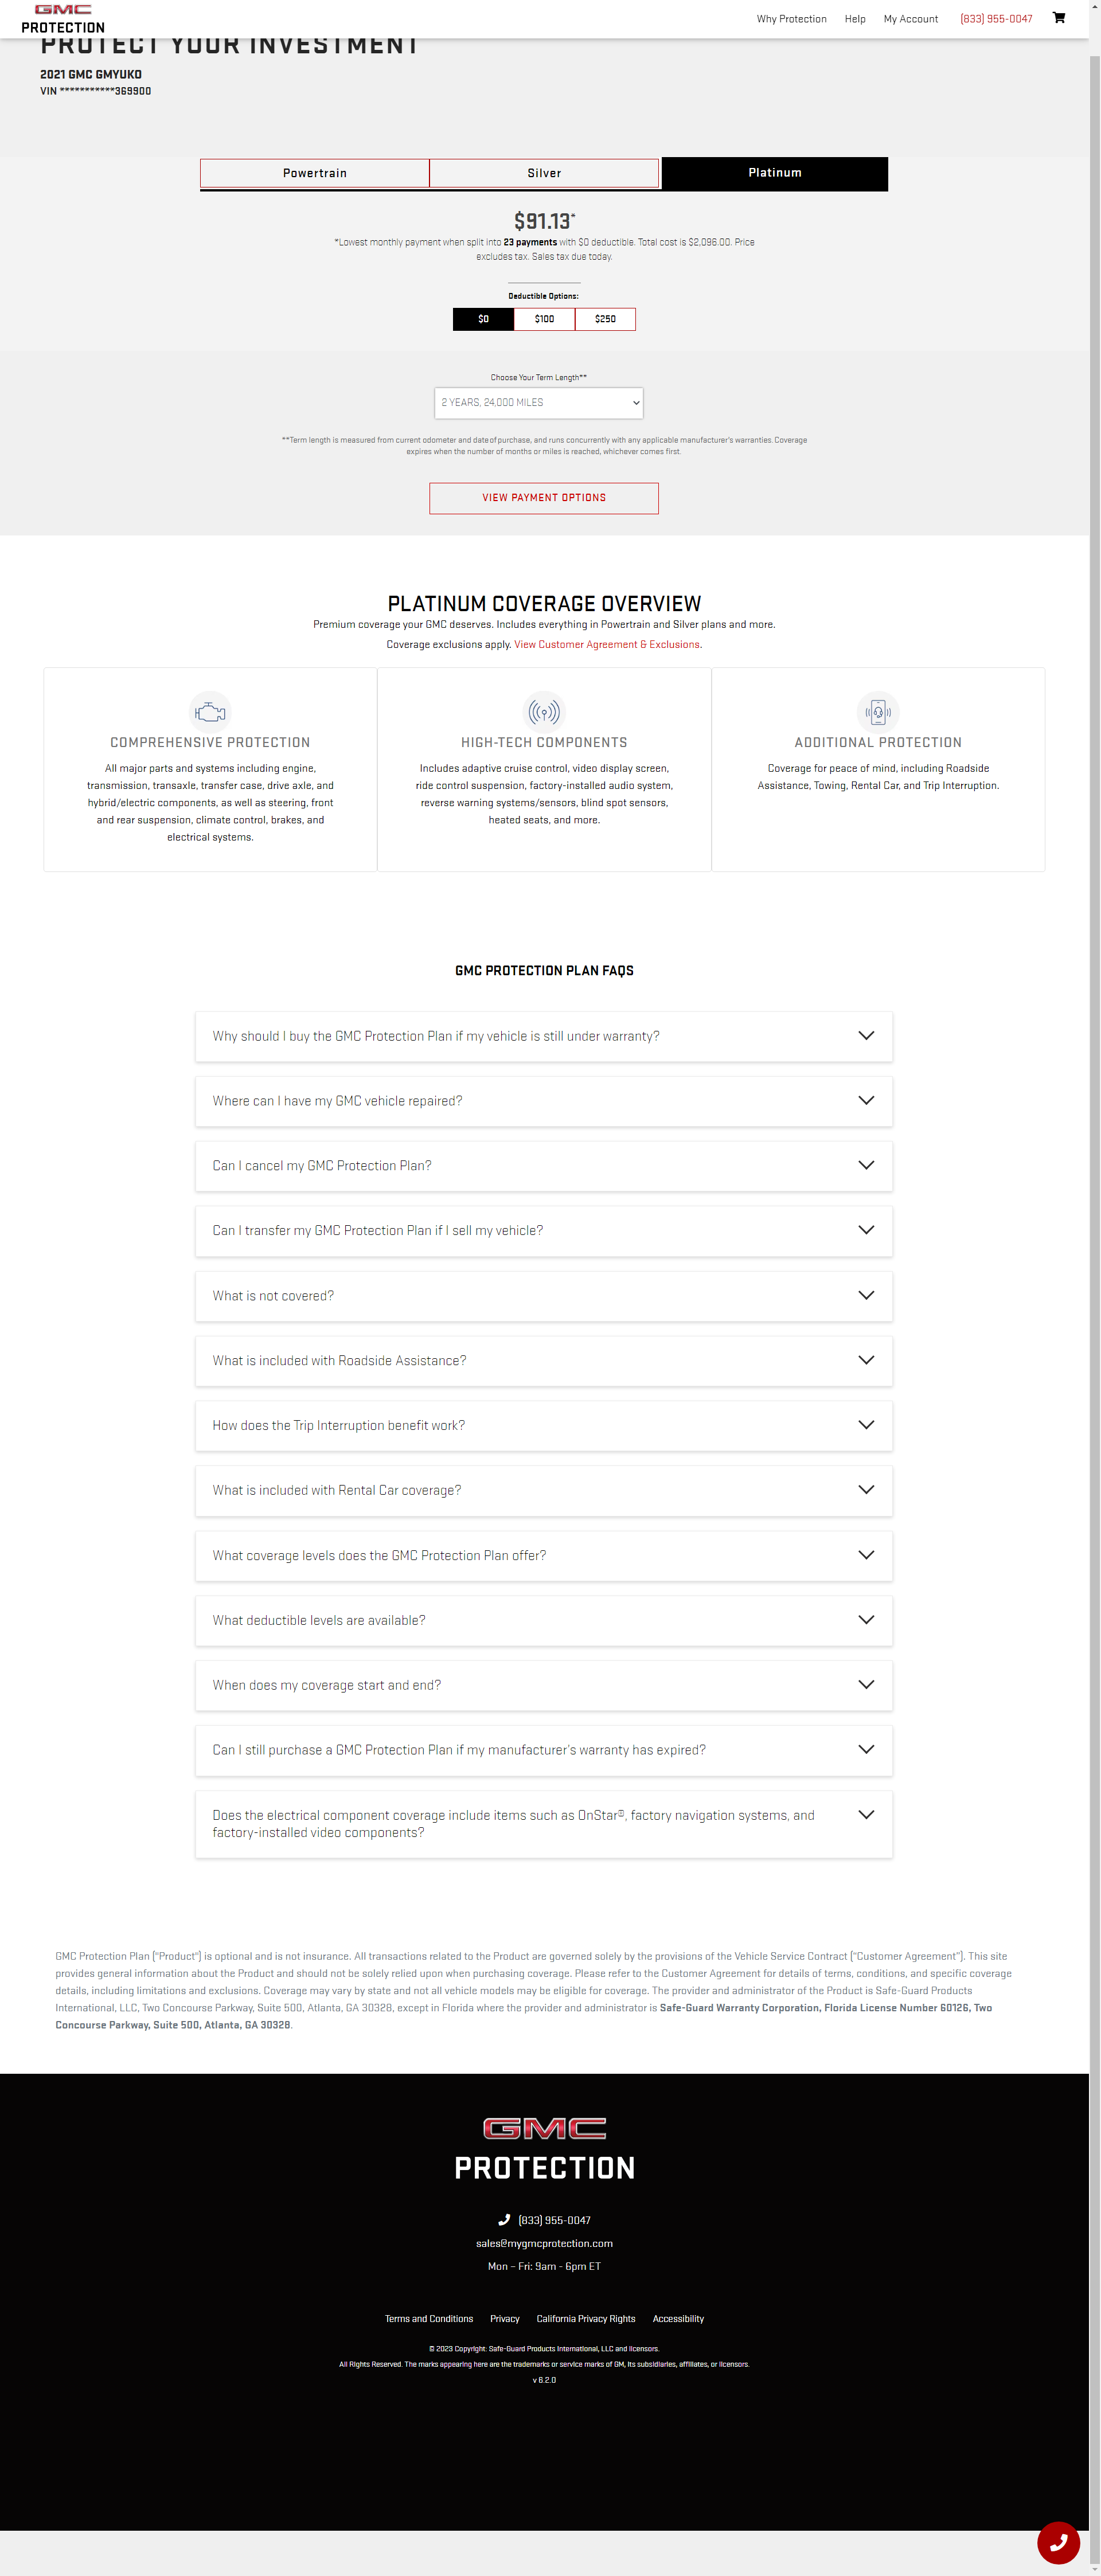 GMC
PROTECTION
Why Protection
Help
My Account
(833) 955-0047
PROTECT YOUR INVESTMENT
2021 GMC GMYUKO
VIN ***********369900
Powertrain
Silver
Platinum
$91.13*
*Lowest monthly payment when split into 23 payments with $0 deductible. Total cost is $2,096.00. Price
excludes tax. Sales tax due today.
Deductible Options:
$0
$100
$250
Choose Your Term Length**
2 YEARS, 24,000 MILES
**Term length is measured from current odometer and date of purchase, and runs concurrently with any applicable manufacturer's warranties. Coverage
expires when the number of months or miles is reached, whichever comes first.
VIEW PAYMENT OPTIONS
PLATINUM COVERAGE OVERVIEW
Premium coverage your GMC deserves. Includes everything in Powertrain and Silver plans and more.
Coverage exclusions apply. View Customer Agreement & Exclusions.
COMPREHENSIVE PROTECTION
All major parts and systems including engine,
transmission, transaxle, transfer case, drive axle, and
hybrid/electric components, as well as steering, front
and rear suspension, climate control, brakes, and
electrical systems.
HIGH-TECH COMPONENTS
Includes adaptive cruise control, video display screen,
ride control suspension, factory-installed audio system,
reverse warning systems/sensors, blind spot sensors,
heated seats, and more.
ADDITIONAL PROTECTION
Coverage for peace of mind, including Roadside
Assistance, Towing, Rental Car, and Trip Interruption.
GMC PROTECTION PLAN FAQS
Why should I buy the GMC Protection Plan if my vehicle is still under warranty?
Where can I have my GMC vehicle repaired?
Can I cancel my GMC Protection Plan?
Can I transfer my GMC Protection Plan if I sell my vehicle?
What is not covered?
What is included with Roadside Assistance?
How does the Trip Interruption benefit work?
What is included with Rental Car coverage?
What coverage levels does the GMC Protection Plan offer?
What deductible levels are available?
When does my coverage start and end?
Can I still purchase a GMC Protection Plan if my manufacturer's warranty has expired?
Does the electrical component coverage include items such as OnStar®, factory navigation systems, and
factory-installed video components?
GMC Protection Plan ("Product") is optional and is not insurance. All transactions related to the Product are governed solely by the provisions of the Vehicle Service Contract ("Customer Agreement"). This site
provides general information about the Product and should not be solely relied upon when purchasing coverage. Please refer to the Customer Agreement for details of terms, conditions, and specific coverage
details, including limitations and exclusions. Coverage may vary by state and not all vehicle models may be eligible for coverage. The provider and administrator of the Product is Safe-Guard Products
International, LLC, Two Concourse Parkway, Suite 500, Atlanta, GA 30328, except in Florida where the provider and administrator is Safe-Guard Warranty Corporation, Florida License Number 60126, Two
Concourse Parkway, Suite 500, Atlanta, GA 30328.
GMC
PROTECTION
(833) 955-0047
sales@mygmcprotection.com
Mon – Fri: 9am - 6pm ET
Terms and Conditions
Privacy
California Privacy Rights
Accessibility
© 2023 Copyright: Safe-Guard Products International, LLC and licensors.
All Rights Reserved. The marks appearing here are the trademarks or service marks of GM, its subsidiaries, affiliates, or licensors.
v 6.2.0